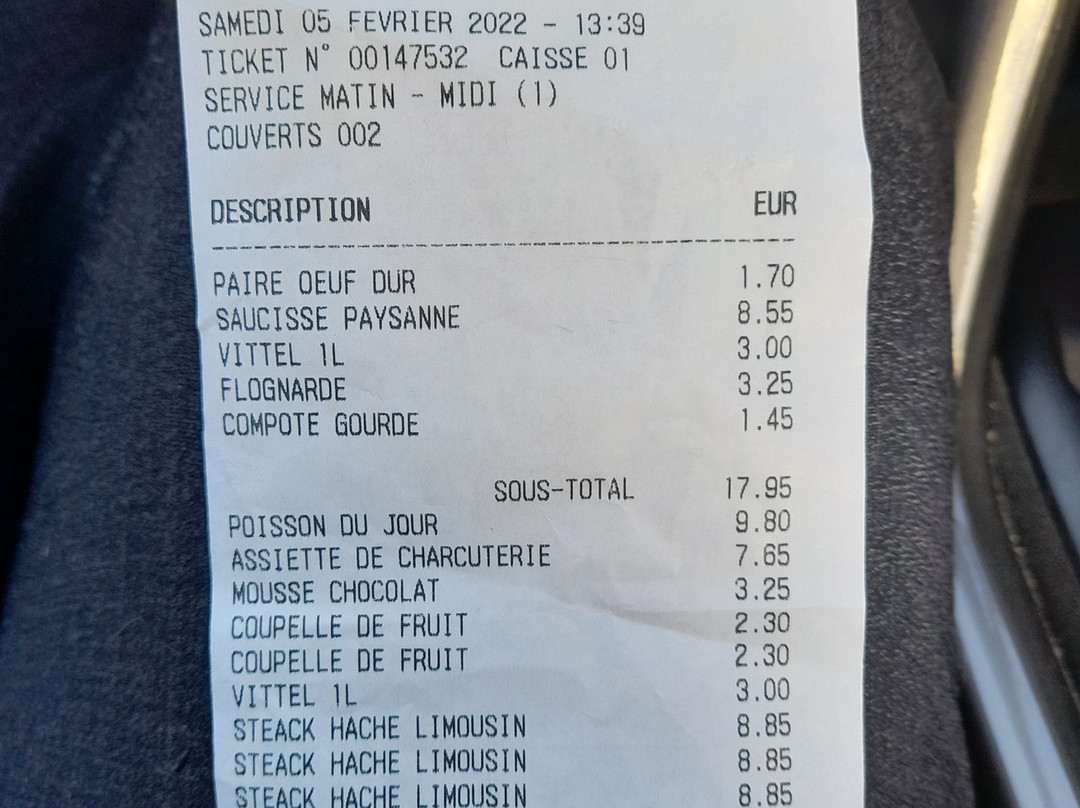 SAMEDI 05 FEVRIER 2022 - 13:39
TICKET N° 00147532 CAISSE 01
SERVICE MATIN - MIDI (1)
COUVERTS 002
DESCRIPTION EUR
PAIRE OEUF DUR 1.70
SAUCISSE PAYSANNE 8.55
VITTEL 1L 3.00
FLOGNARDE 3.25
COMPOTE GOURDE 1.45
SOUS-TOTAL 17.95
POISSON DU JOUR 9.80
ASSIETTE DE CHARCUTERIE 7.65
MOUSSE CHOCOLAT 3.25
COUPELLE DE FRUIT 2.30
COUPELLE DE FRUIT 2.30
VITTEL 1L 3.00
STEACK HACHE LIMOUSIN 8.85
STEACK HACHE LIMOUSIN 8.85
STEACK HACHE LIMOUSIN 8.85